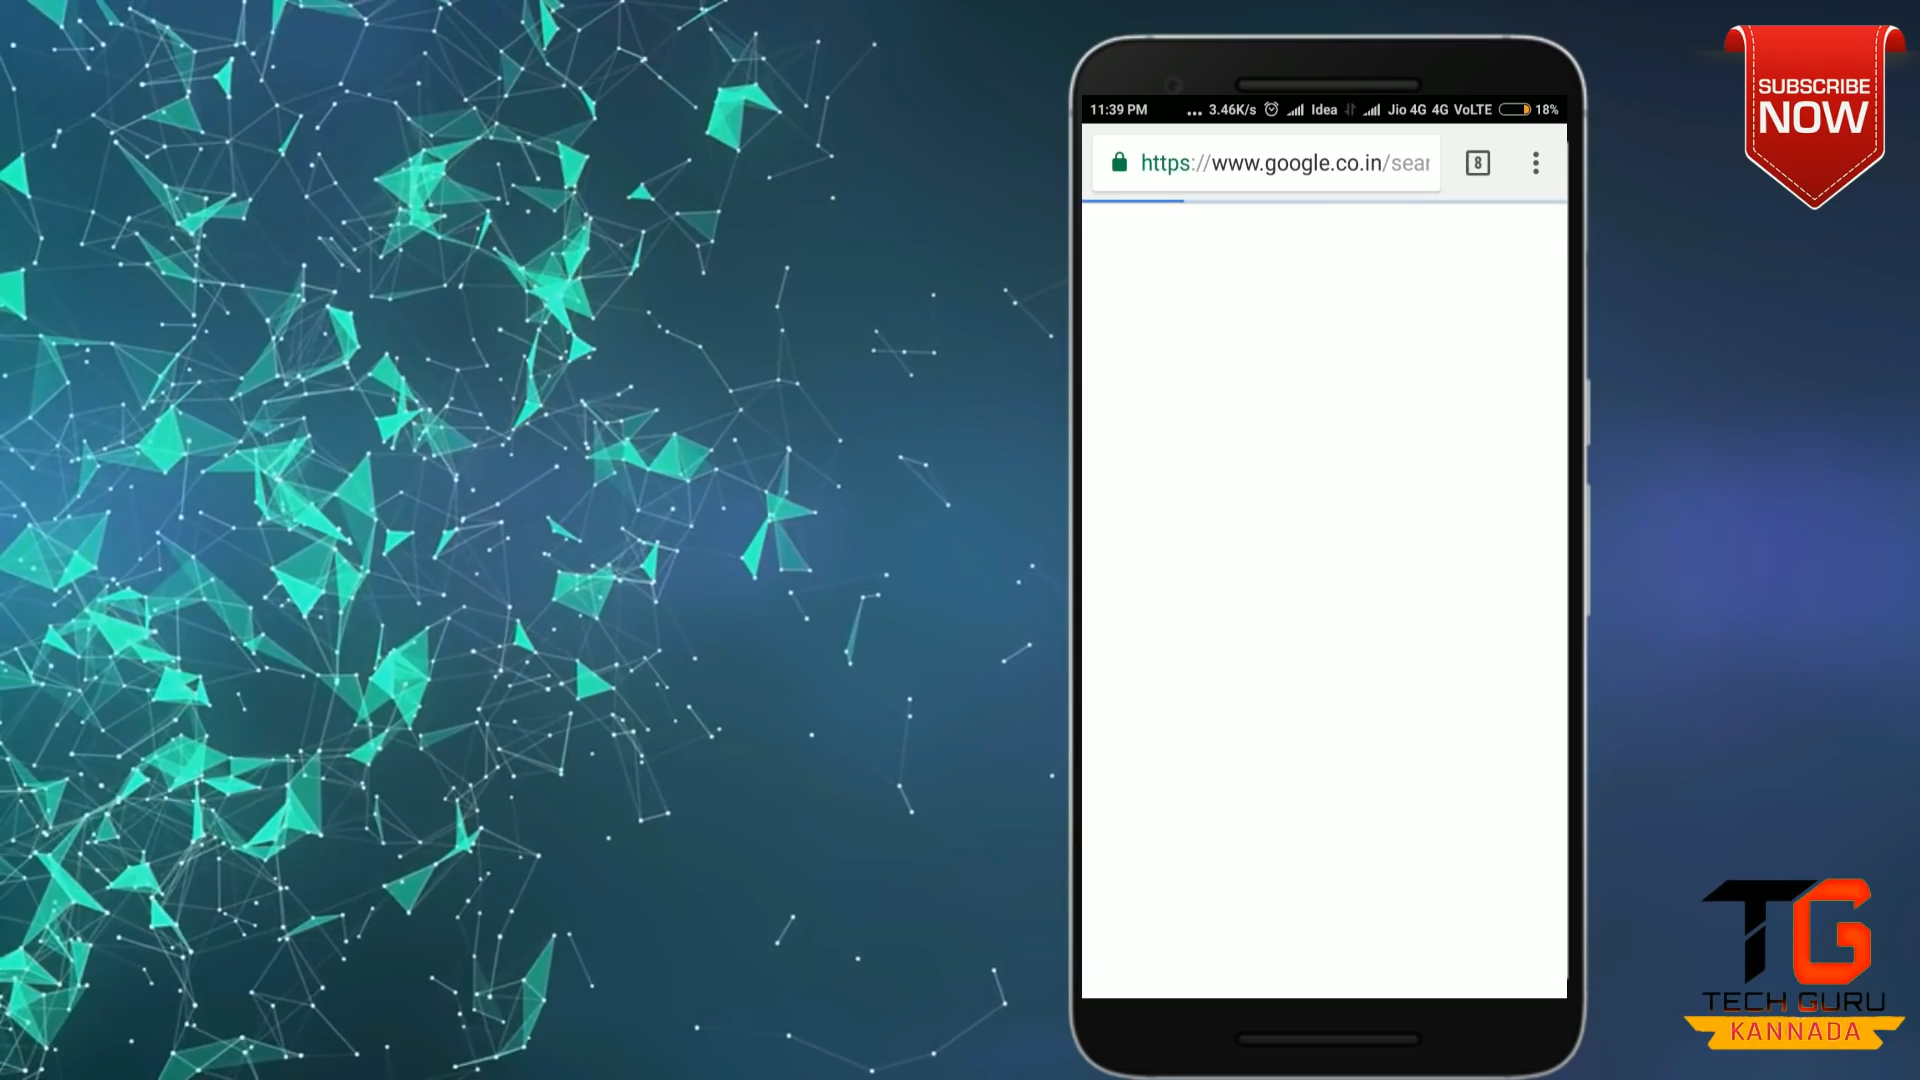 11:39 PM ... 3.46K/s Idea Jio 4G 4G VoLTE 18%
https://www.google.co.in/sear
8
SUBSCRIBE
NOW
TG
TECH GURU
KANNADA